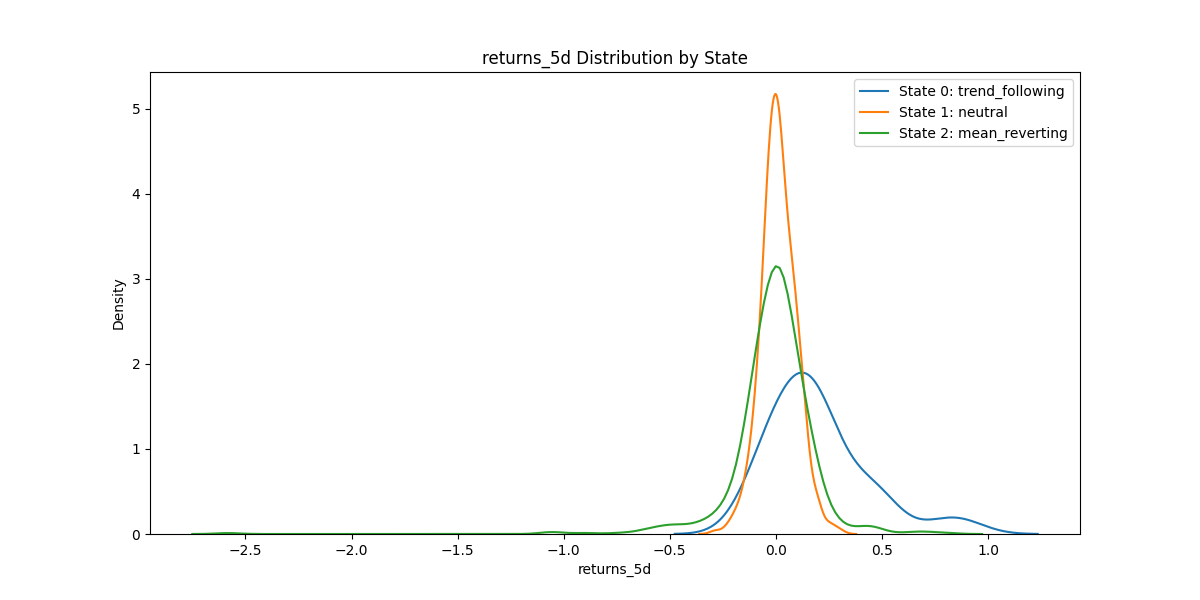 returns_5d Distribution by State
State 0: trend_following
State 1: neutral
State 2: mean_reverting
Density
5
4
3
2
1
0
−2.5 −2.0 −1.5 −1.0 −0.5 0.0 0.5 1.0
returns_5d